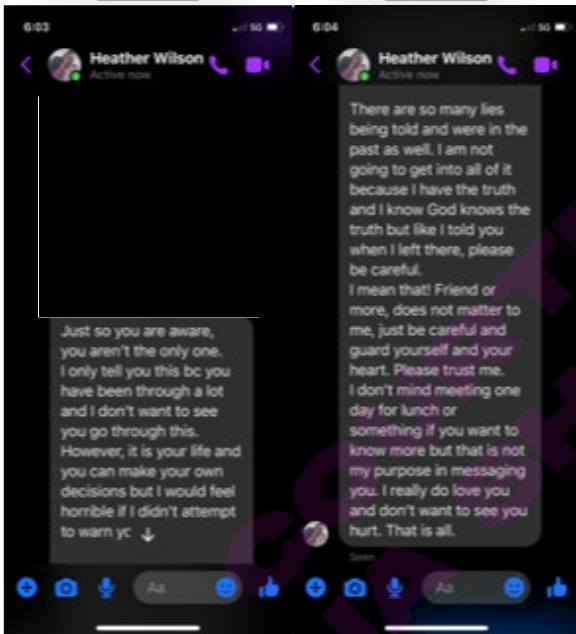 6:03
5G
Heather Wilson
Active now
Just so you are aware,
you aren't the only one.
I only tell you this bc you
have been through a lot
and I don't want to see
you go through this.
However, it is your life and
you can make your own
decisions but I would feel
horrible if I didn't attempt
to warn yc
Aa
6:04
5G
Heather Wilson
Active now
There are so many lies
being told and were in the
past as well. I am not
going to get into all of it
because I have the truth
and I know God knows the
truth but like I told you
when I left there, please
be careful.
I mean that! Friend or
more, does not matter to
me, just be careful and
guard yourself and your
heart. Please trust me.
I don't mind meeting one
day for lunch or
something if you want to
know more but that is not
my purpose in messaging
you. I really do love you
and don't want to see you
hurt. That is all.
Seen
Aa